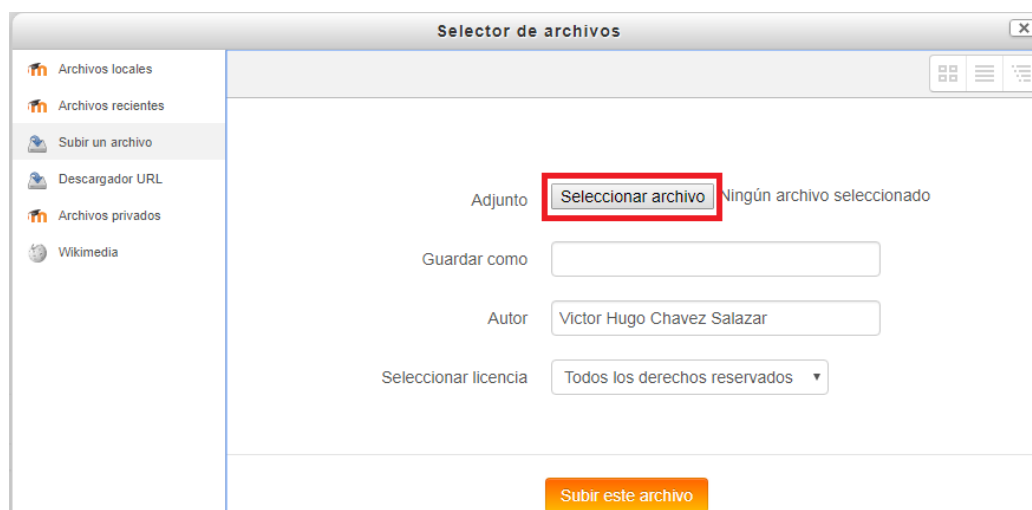 Selector de archivos
Archivos locales
Archivos recientes
Subir un archivo
Descargador URL
Archivos privados
Wikimedia
Adjunto Seleccionar archivo Ningún archivo seleccionado
Guardar como
Autor Victor Hugo Chavez Salazar
Seleccionar licencia Todos los derechos reservados
Subir este archivo